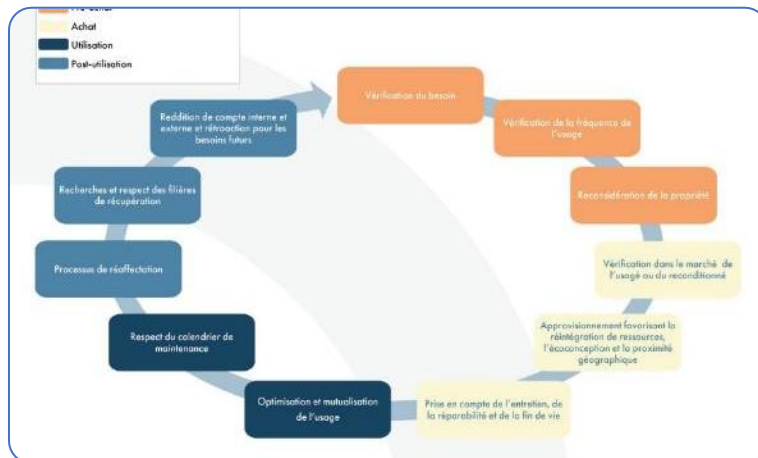 Achat
Utilisation
Post-utilisation
Vérification du besoin
Vérification de la fréquence de
l'usage
Reconsidération de la propriété
Vérification dans le marché de
l'usagé ou du reconditionné
Approvisionnement favorisant la
réintégration de ressources,
l'écoconception et la proximité
géographique
Prise en compte de l'entretien, de
la réparabilité et de la fin de vie
Optimisation et mutualisation
de l'usage
Respect du calendrier de
maintenance
Processus de réaffectation
Recherches et respect des filières
de récupération
Reddition de compte interne et
externe et rétroaction pour les
besoins futurs